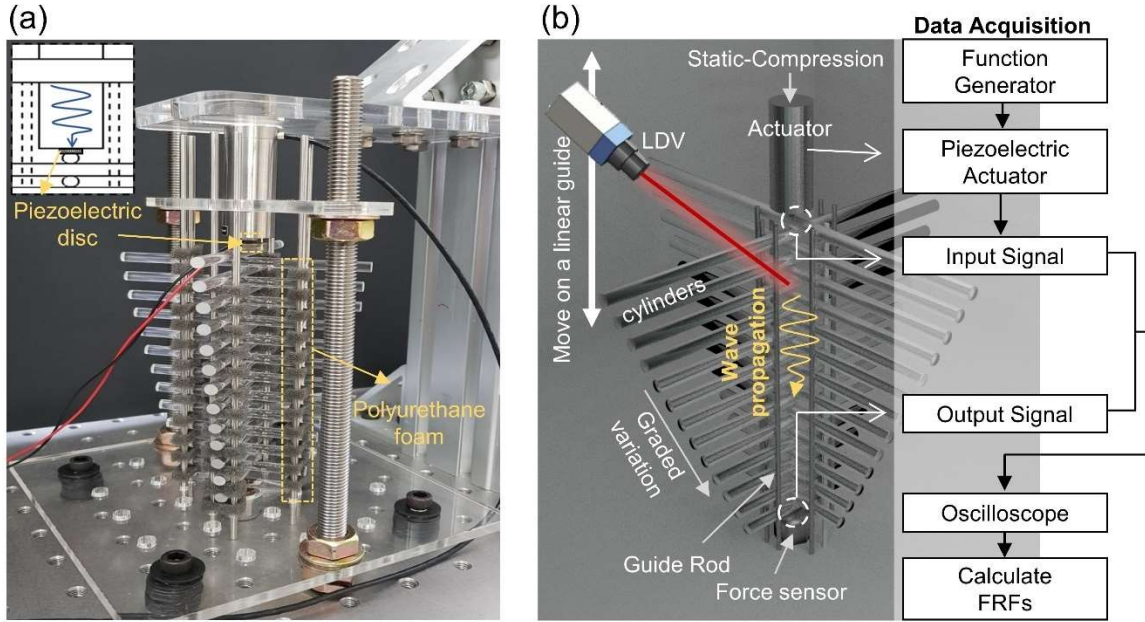 (a)
Piezoelectric
disc
Polyurethane
foam
(b)
Static-Compression
Actuator
LDV
Move on a linear guide
cylinders
Wave
propagation
Graded
variation
Guide Rod
Force sensor
Data Acquisition
Function
Generator
Piezoelectric
Actuator
Input Signal
Output Signal
Oscilloscope
Calculate
FRFs